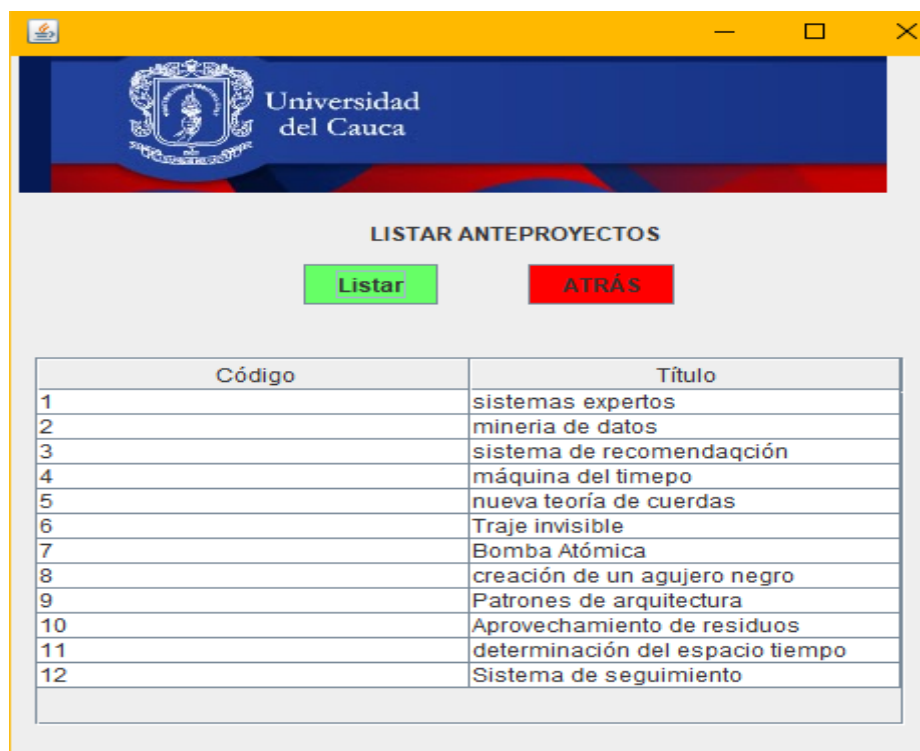 Universidad
del Cauca
LISTAR ANTEPROYECTOS
Listar ATRÁS
Código Título
1 sistemas expertos
2 mineria de datos
3 sistema de recomendaqción
4 máquina del timepo
5 nueva teoría de cuerdas
6 Traje invisible
7 Bomba Atómica
8 creación de un agujero negro
9 Patrones de arquitectura
10 Aprovechamiento de residuos
11 determinación del espacio tiempo
12 Sistema de seguimiento